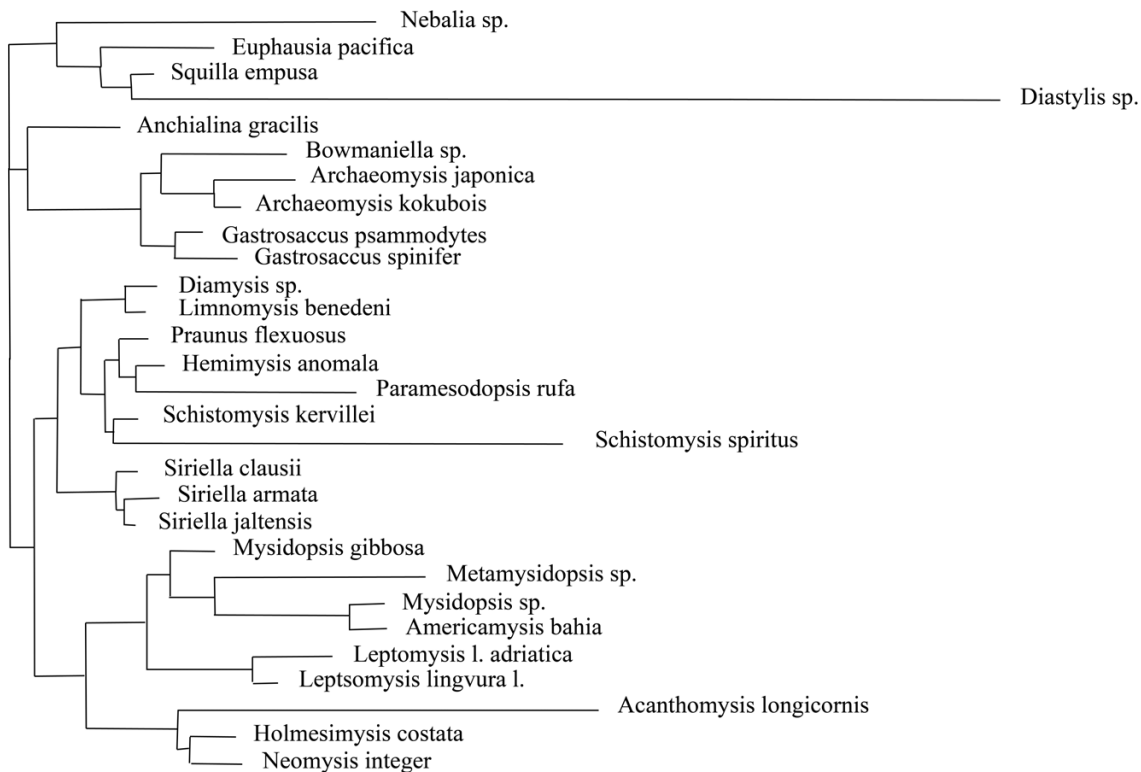 Nebalia sp.
Euphausia pacifica
Squilla empusa
Diastylis sp.
Anchialina gracilis
Bowmaniella sp.
Archaeomysis japonica
Archaeomysis kokubois
Gastrosaccus psammodytes
Gastrosaccus spinifer
Diamysis sp.
Limnomysis benedeni
Praunus flexuosus
Hemimysis anomala
Paramesodopsis rufa
Schistomysis kervillei
Schistomysis spiritus
Siriella clausii
Siriella armata
Siriella jaltensis
Mysidopsis gibbosa
Metamysidopsis sp.
Mysidopsis sp.
Americamysis bahia
Leptomysis l. adriatica
Leptsomysis lingvura l.
Acanthomysis longicornis
Holmesimysis costata
Neomysis integer